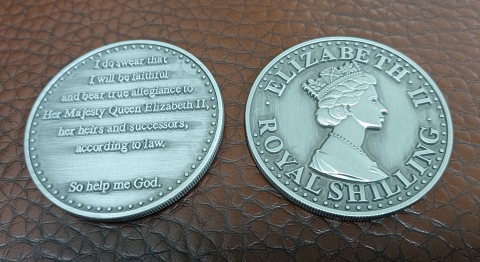 I do swear that
I will be faithful
and bear true allegiance to
Her Majesty Queen Elizabeth II,
her heirs and successors,
according to law.
So help me God.
ELIZABETH · II
ROYAL SHILLING